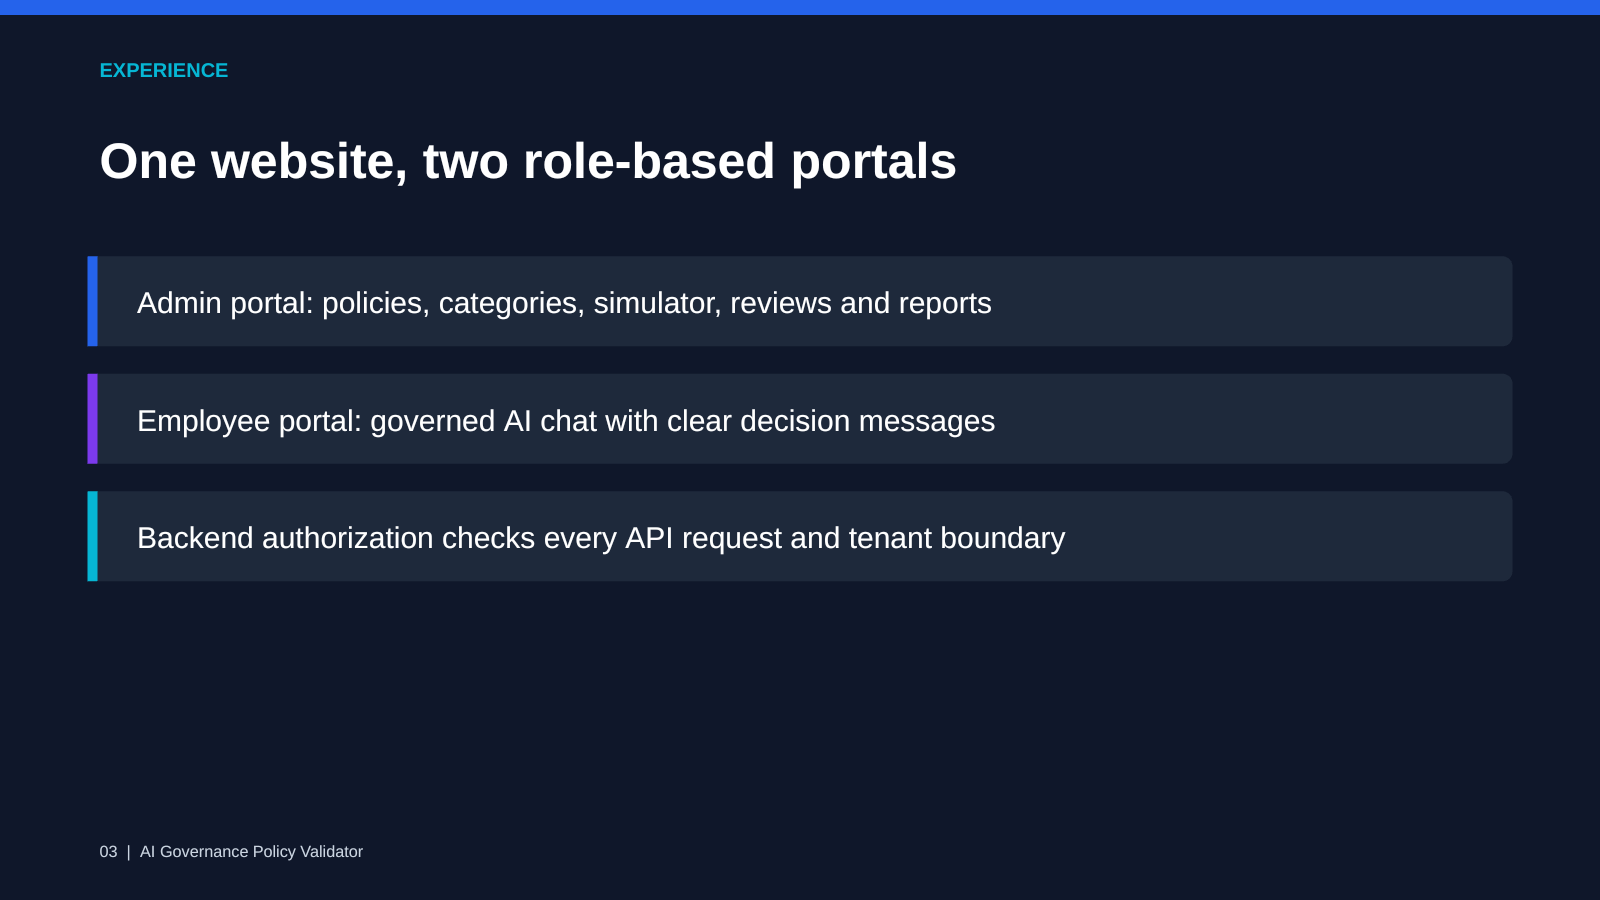 EXPERIENCE
One website, two role-based portals
Admin portal: policies, categories, simulator, reviews and reports
Employee portal: governed AI chat with clear decision messages
Backend authorization checks every API request and tenant boundary
03 | AI Governance Policy Validator